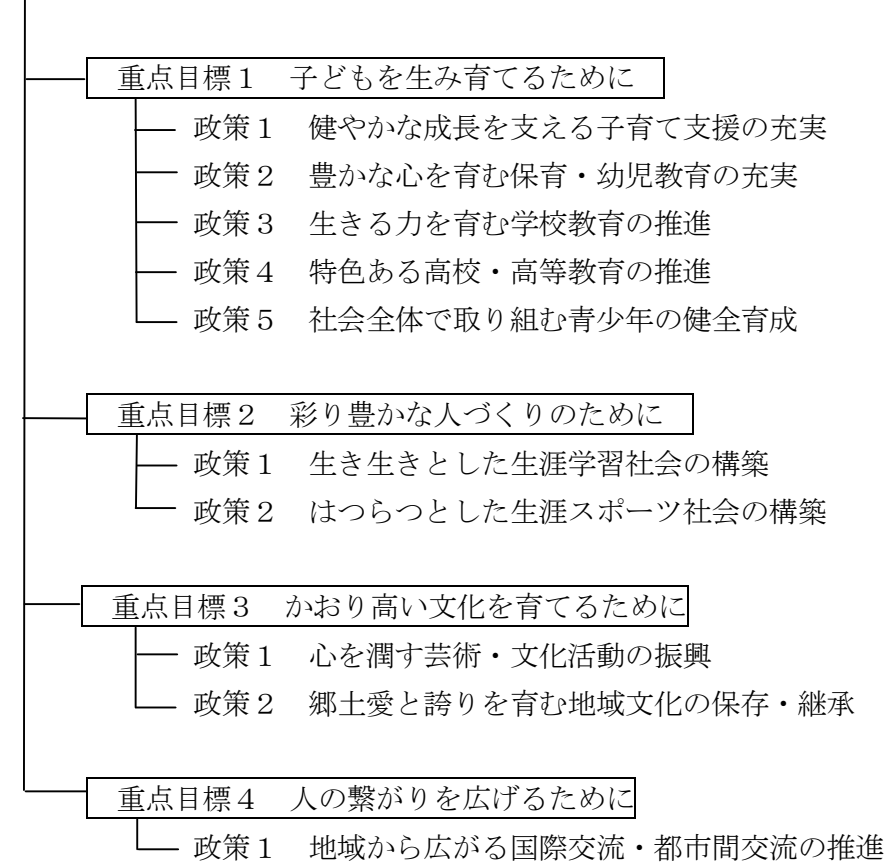 重点目標１　子どもを生み育てるために
政策１　健やかな成長を支える子育て支援の充実
政策２　豊かな心を育む保育・幼児教育の充実
政策３　生きる力を育む学校教育の推進
政策４　特色ある高校・高等教育の推進
政策５　社会全体で取り組む青少年の健全育成
重点目標２　彩り豊かな人づくりのために
政策１　生き生きとした生涯学習社会の構築
政策２　はつらつとした生涯スポーツ社会の構築
重点目標３　かおり高い文化を育てるために
政策１　心を潤す芸術・文化活動の振興
政策２　郷土愛と誇りを育む地域文化の保存・継承
重点目標４　人の繋がりを広げるために
政策１　地域から広がる国際交流・都市間交流の推進